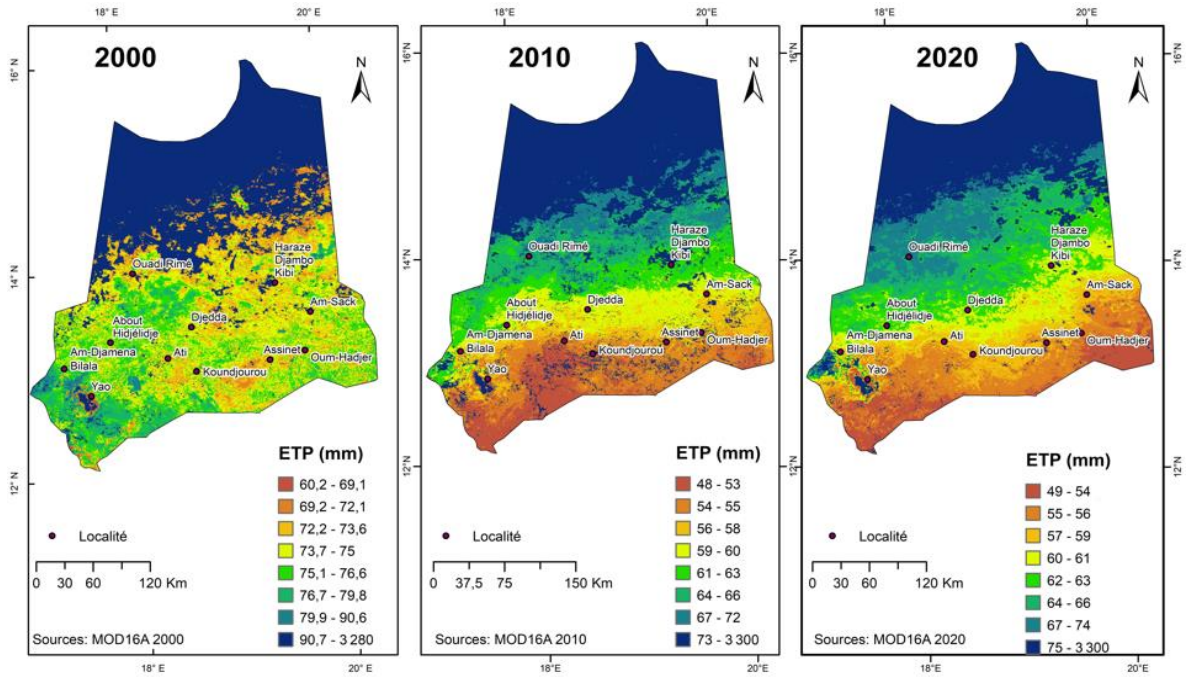 18° E
20° E
2000
N
16° N
14° N
12° N
Ouadi Rimé
Haraze
Djambo
Kibi
Am-Sack
About
Hidjélidje
Djedda
Am-Djamena
Bilala
Ati
Assinet
Oum-Hadjer
Koundjourou
Yao
ETP (mm)
60,2 - 69,1
69,2 - 72,1
72,2 - 73,6
73,7 - 75
75,1 - 76,6
76,7 - 79,8
79,9 - 90,6
90,7 - 3 280
Localité
0 30 60 120 Km
Sources: MOD16A 2000
18° E
20° E
18° E
20° E
2010
N
16° N
14° N
12° N
Ouadi Rimé
Haraze
Djambo
Kibi
Am-Sack
About
Hidjélidje
Djedda
Am-Djamena
Bilala
Ati
Assinet
Oum-Hadjer
Koundjourou
Yao
ETP (mm)
48 - 53
54 - 55
56 - 58
59 - 60
61 - 63
64 - 66
67 - 72
73 - 3 300
Localité
0 37,5 75 150 Km
Sources: MOD16A 2010
18° E
20° E
18° E
20° E
2020
N
16° N
14° N
12° N
16° N
14° N
12° N
Ouadi Rimé
Haraze
Djambo
Kibi
Am-Sack
About
Hidjélidje
Djedda
Am-Djamena
Bilala
Ati
Assinet
Oum-Hadjer
Koundjourou
Yao
ETP (mm)
49 - 54
55 - 56
57 - 59
60 - 61
62 - 63
64 - 66
67 - 74
75 - 3 300
Localité
0 30 60 120 Km
Sources: MOD16A 2020
18° E
20° E